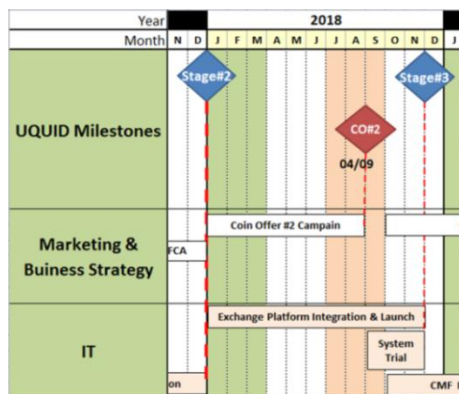 Year 2018
Month N D J F M A M J J A S O N D J
Stage#2 Stage#3
UQUID Milestones
CO#2
04/09
Coin Offer #2 Campain
Marketing &
Buiness Strategy
FCA
Exchange Platform Integration & Launch
IT
System
Trial
on
CMF